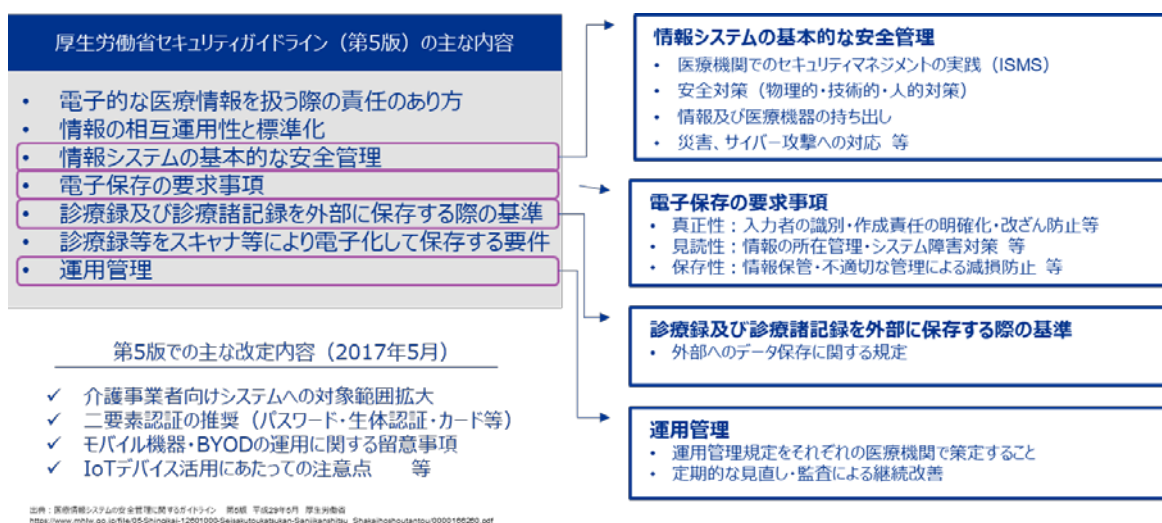 厚生労働省セキュリティガイドライン（第5版）の主な内容
• 電子的な医療情報を扱う際の責任のあり方
• 情報の相互運用性と標準化
• 情報システムの基本的な安全管理
• 電子保存の要求事項
• 診療録及び診療諸記録を外部に保存する際の基準
• 診療録等をスキャナ等により電子化して保存する要件
• 運用管理
第5版での主な改定内容（2017年5月）
✓ 介護事業者向けシステムへの対象範囲拡大
✓ 二要素認証の推奨（パスワード・生体認証・カード等）
✓ モバイル機器・BYODの運用に関する留意事項
✓ IoTデバイス活用にあたっての注意点 等
情報システムの基本的な安全管理
• 医療機関でのセキュリティマネジメントの実践（ISMS）
• 安全対策（物理的・技術的・人的対策）
• 情報及び医療機器の持ち出し
• 災害、サイバー攻撃への対応 等
電子保存の要求事項
• 真正性：入力者の識別・作成責任の明確化・改ざん防止等
• 見読性：情報の所在管理・システム障害対策 等
• 保存性：情報保管・不適切な管理による減損防止 等
診療録及び診療諸記録を外部に保存する際の基準
• 外部へのデータ保存に関する規定
運用管理
• 運用管理規定をそれぞれの医療機関で策定すること
• 定期的な見直し・監査による継続改善
出典：医療情報システムの安全管理に関するガイドライン 第5版 平成29年5月 厚生労働省
https://www.mhlw.go.jp/file/05-Shingikai-12601000-Seisakutoukatsukan-Sanjikanshitsu_Shakaihoshoutantou/0000166260.pdf